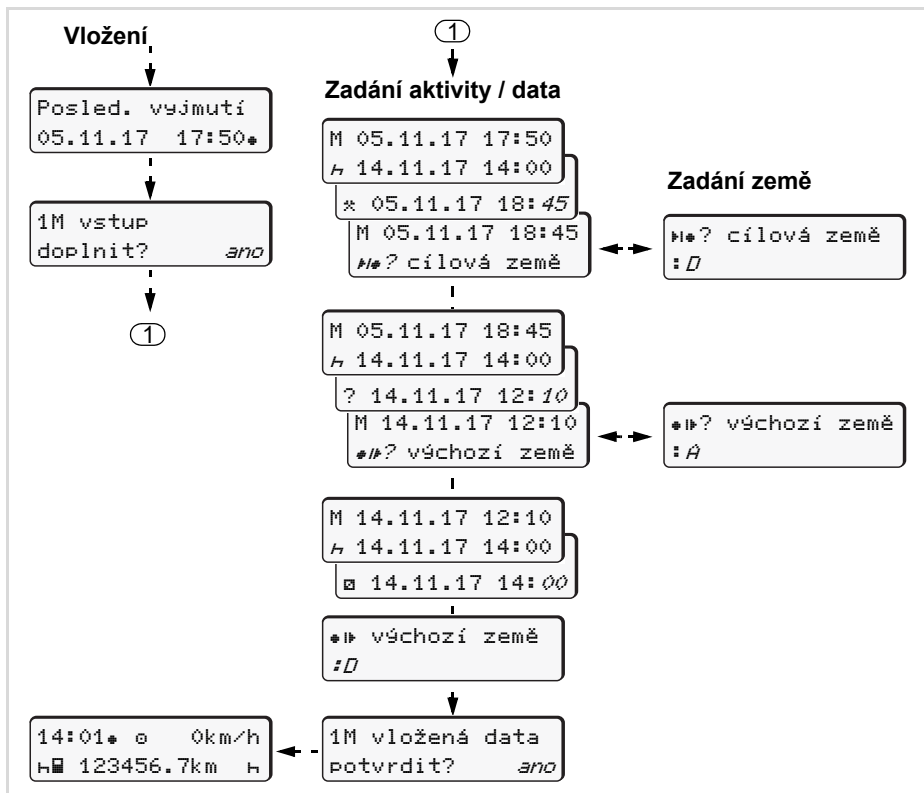 Vložení
Posled. vyjmutí
05.11.17 17:50
1M vstup
doplnit? ano
1
1
Zadání aktivity / data
M 05.11.17 17:50
14.11.17 14:00
05.11.17 18:45
M 05.11.17 18:45
? cílová země
Zadání země
? cílová země
:D
M 05.11.17 18:45
14.11.17 14:00
? 14.11.17 12:10
M 14.11.17 12:10
? výchozí země
? výchozí země
:A
M 14.11.17 12:10
14.11.17 14:00
14.11.17 14:00
výchozí země
:D
1M vložená data
potvrdit? ano
14:01 0km/h
123456.7km